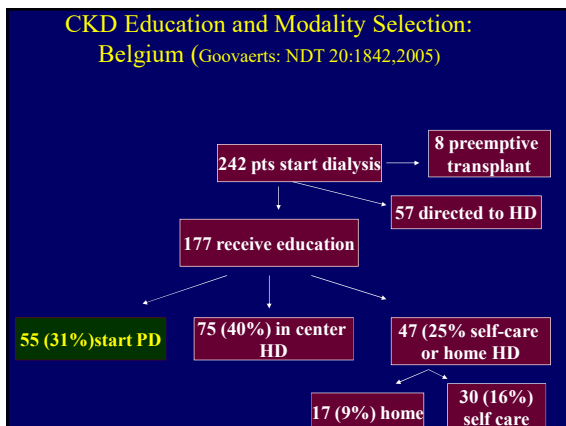 CKD Education and Modality Selection:
Belgium (Goovaerts: NDT 20:1842,2005)
8 preemptive
transplant
242 pts start dialysis
57 directed to HD
177 receive education
55 (31%)start PD
75 (40%) in center
HD
47 (25% self-care
or home HD
17 (9%) home
30 (16%)
self care